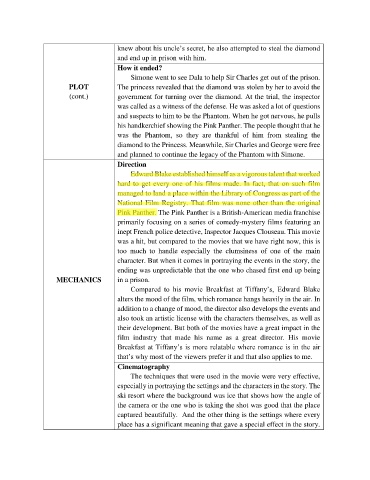 knew about his uncle's secret, he also attempted to steal the diamond
and end up in prison with him.
How it ended?
Simone went to see Dala to help Sir Charles get out of the prison.
PLOT
(cont.)
The princess revealed that the diamond was stolen by her to avoid the
government for turning over the diamond. At the trial, the inspector
was called as a witness of the defense. He was asked a lot of questions
and suspects to him to be the Phantom. When he got nervous, he pulls
his handkerchief showing the Pink Panther. The people thought that he
was the Phantom, so they are thankful of him from stealing the
diamond to the Princess. Meanwhile, Sir Charles and George were free
and planned to continue the legacy of the Phantom with Simone.
MECHANICS
Direction
Edward Blake established himself as a vigorous talent that worked
hard to get every one of his films made. In fact, that on such film
managed to land a place within the Library of Congress as part of the
National Film Registry. That film was none other than the original
Pink Panther. The Pink Panther is a British-American media franchise
primarily focusing on a series of comedy-mystery films featuring an
inept French police detective, Inspector Jacques Clouseau. This movie
was a hit, but compared to the movies that we have right now, this is
too much to handle especially the clumsiness of one of the main
character. But when it comes in portraying the events in the story, the
ending was unpredictable that the one who chased first end up being
in a prison.
Compared to his movie Breakfast at Tiffany's, Edward Blake
alters the mood of the film, which romance hangs heavily in the air. In
addition to a change of mood, the director also develops the events and
also took an artistic license with the characters themselves, as well as
their development. But both of the movies have a great impact in the
film industry that made his name as a great director. His movie
Breakfast at Tiffany's is more relatable where romance is in the air
that's why most of the viewers prefer it and that also applies to me.
Cinematography
The techniques that were used in the movie were very effective,
especially in portraying the settings and the characters in the story. The
ski resort where the background was ice that shows how the angle of
the camera or the one who is taking the shot was good that the place
captured beautifully. And the other thing is the settings where every
place has a significant meaning that gave a special effect in the story.